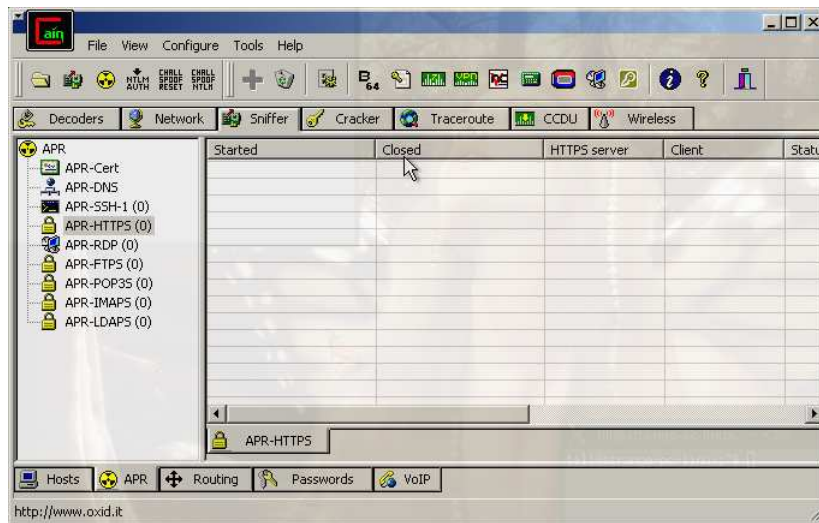 Cain
File View Configure Tools Help
NTLM AUTH
CHALL SPOOF RESET
CHALL SPOOF NTLM
B64
Decoders Network Sniffer Cracker Traceroute CCDU Wireless
APR
APR-Cert
APR-DNS
APR-SSH-1 (0)
APR-HTTPS (0)
APR-RDP (0)
APR-FTPS (0)
APR-POP3S (0)
APR-IMAPS (0)
APR-LDAPS (0)
Started Closed HTTPS server Client Statu
APR-HTTPS
Hosts APR Routing Passwords VoIP
http://www.oxid.it